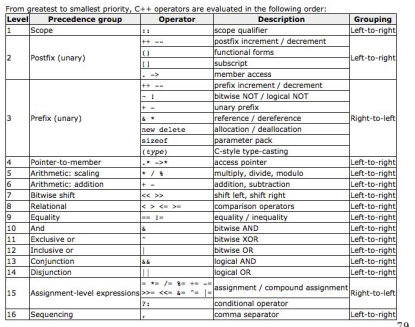 From greatest to smallest priority, C++ operators are evaluated in the following order:
Level Precedence group Operator Description Grouping
1 Scope :: scope qualifier Left-to-right
2 Postfix (unary) ++ -- postfix increment / decrement Left-to-right
() functional forms
[] subscript
. -> member access
3 Prefix (unary) ++ -- prefix increment / decrement Right-to-left
~ ! bitwise NOT / logical NOT
+ - unary prefix
& * reference / dereference
new delete allocation / deallocation
sizeof parameter pack
(type) C-style type-casting
4 Pointer-to-member .* ->* access pointer Left-to-right
5 Arithmetic: scaling * / % multiply, divide, modulo Left-to-right
6 Arithmetic: addition + - addition, subtraction Left-to-right
7 Bitwise shift << >> shift left, shift right Left-to-right
8 Relational < > <= >= comparison operators Left-to-right
9 Equality == != equality / inequality Left-to-right
10 And & bitwise AND Left-to-right
11 Exclusive or ^ bitwise XOR Left-to-right
12 Inclusive or | bitwise OR Left-to-right
13 Conjunction && logical AND Left-to-right
14 Disjunction || logical OR Left-to-right
15 Assignment-level expressions = *= /= %= += -= assignment / compound assignment Right-to-left
>>= <<= &= ^= |=
?: conditional operator
16 Sequencing , comma separator Left-to-right
79